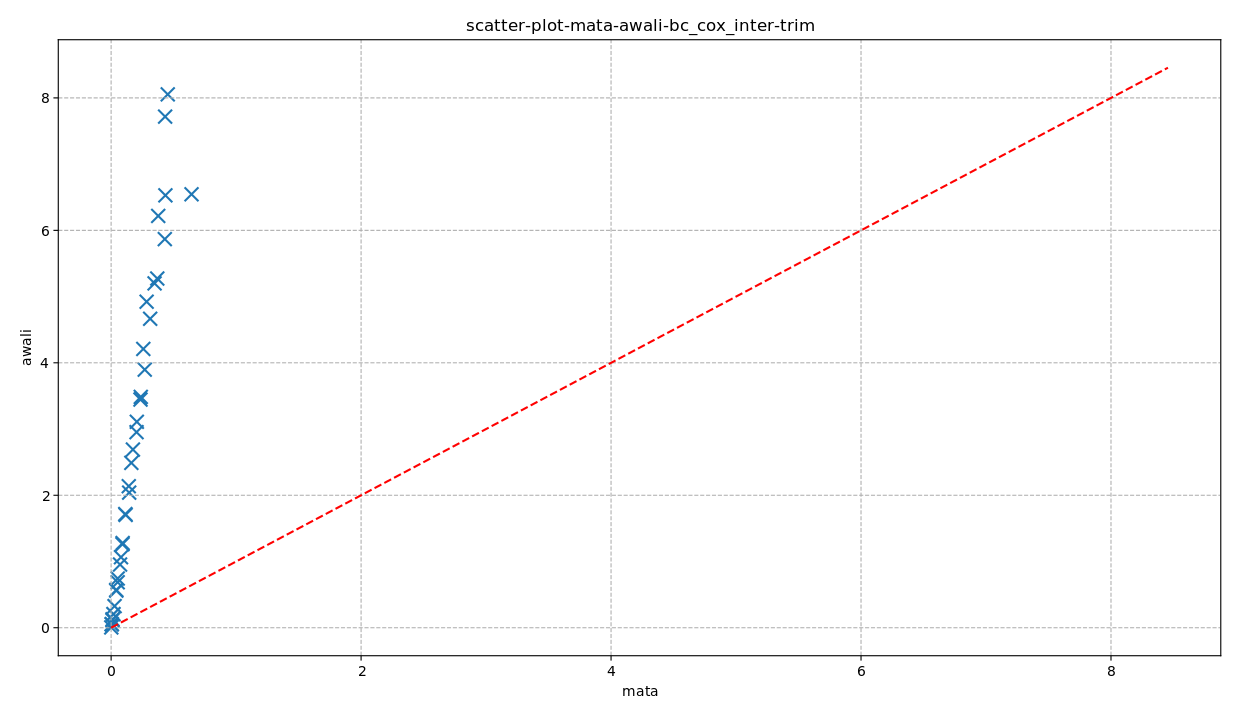 scatter-plot-mata-awali-bc_cox_inter-trim
8
6
4
2
0
awali
0 2 4 6 8
mata